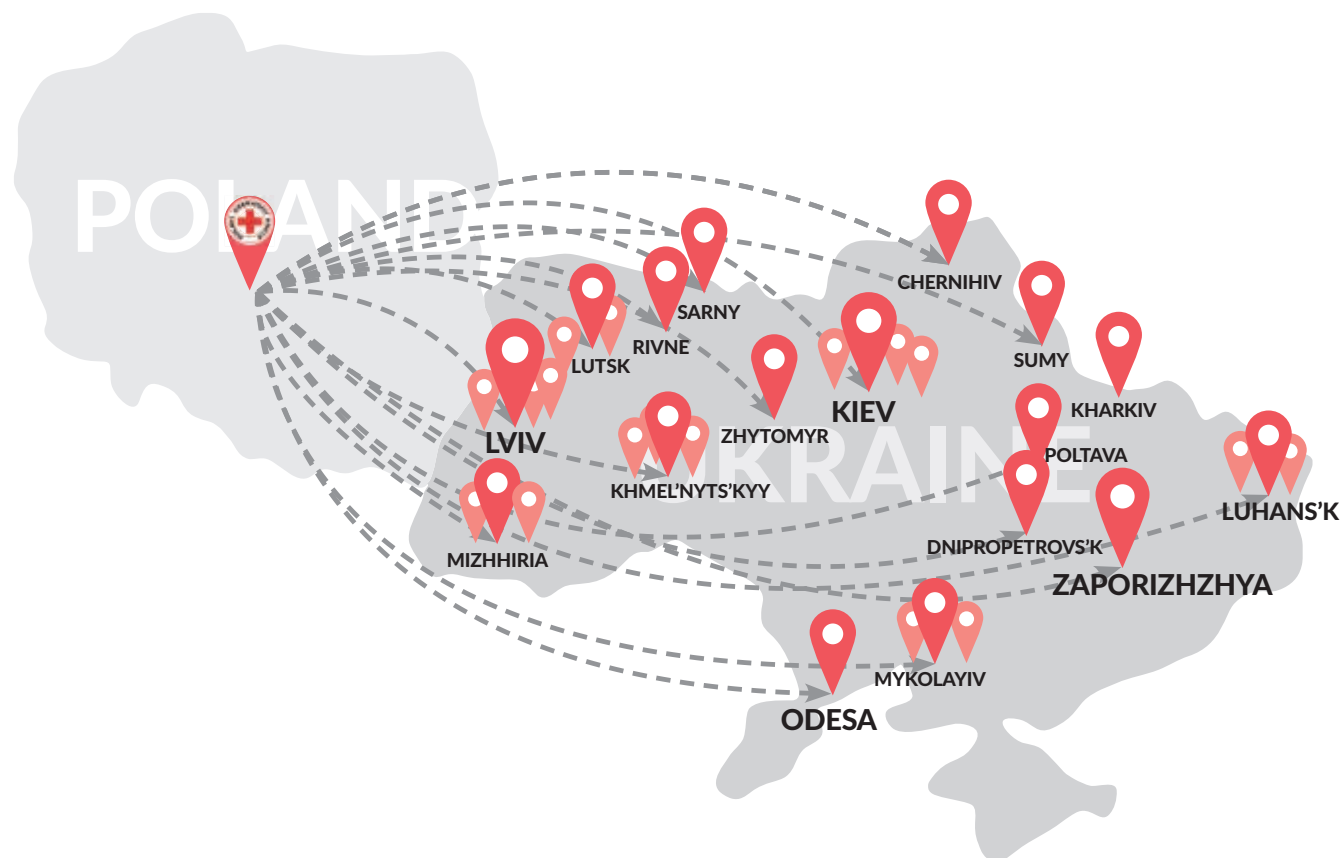 POLAND
CHERNIHIV
SARNY
RIVNE
LUTSK
SUMY
KIEV
KHARKIV
LVIV
ZHYTOMYR
UKRAINE
POLTAVA
KHMEL'NYTS'KYY
LUHANS'K
MIZHHIRIA
DNIPROPETROVS'K
ZAPORIZHZHYA
MYKOLAYIV
ODESA